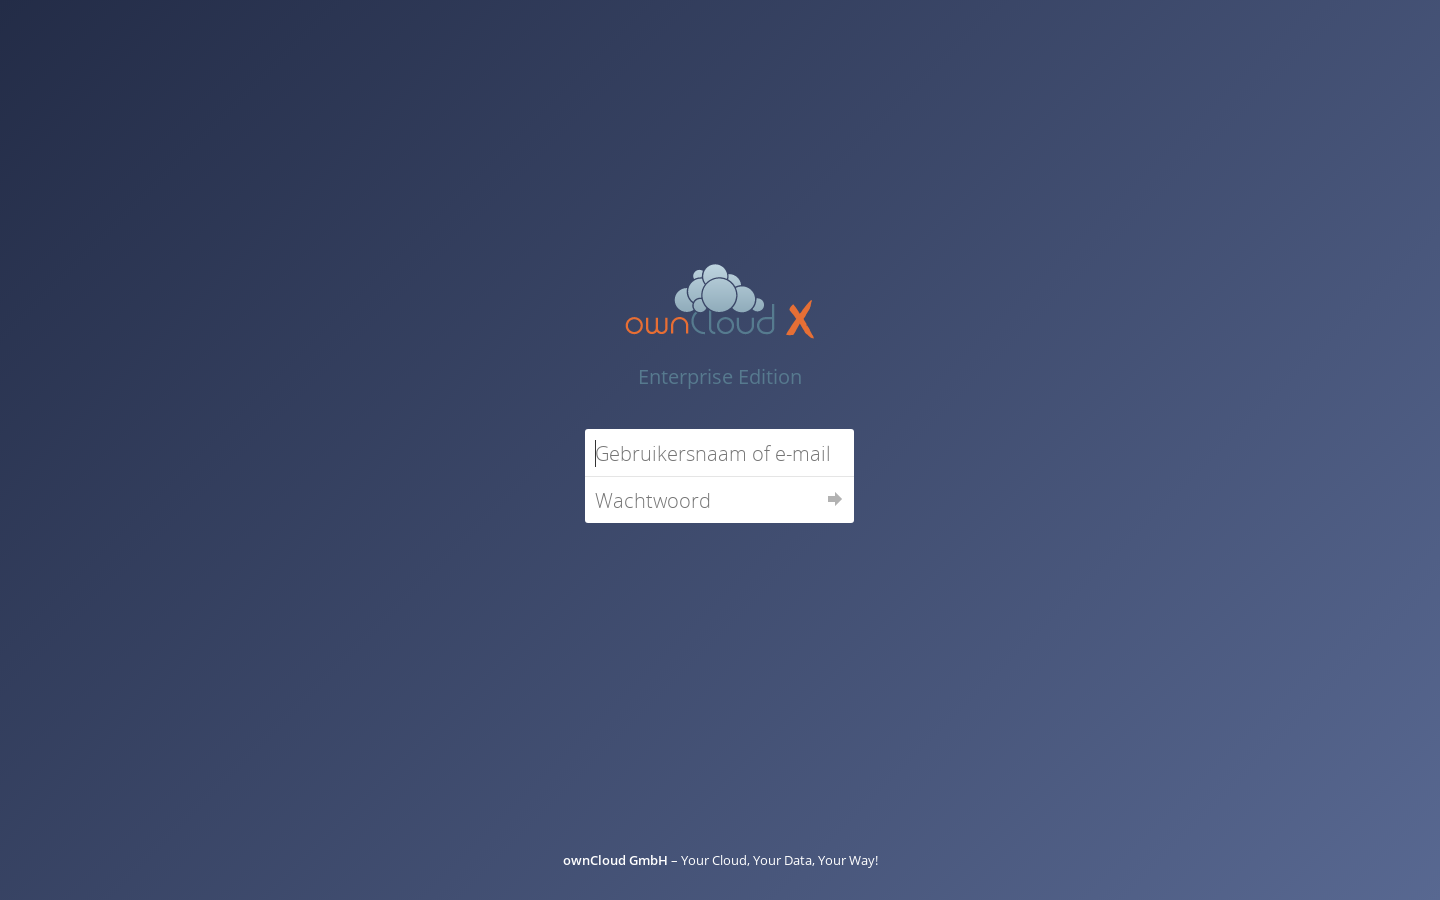 ownCloud X
Enterprise Edition
Gebruikersnaam of e-mail
Wachtwoord
ownCloud GmbH – Your Cloud, Your Data, Your Way!